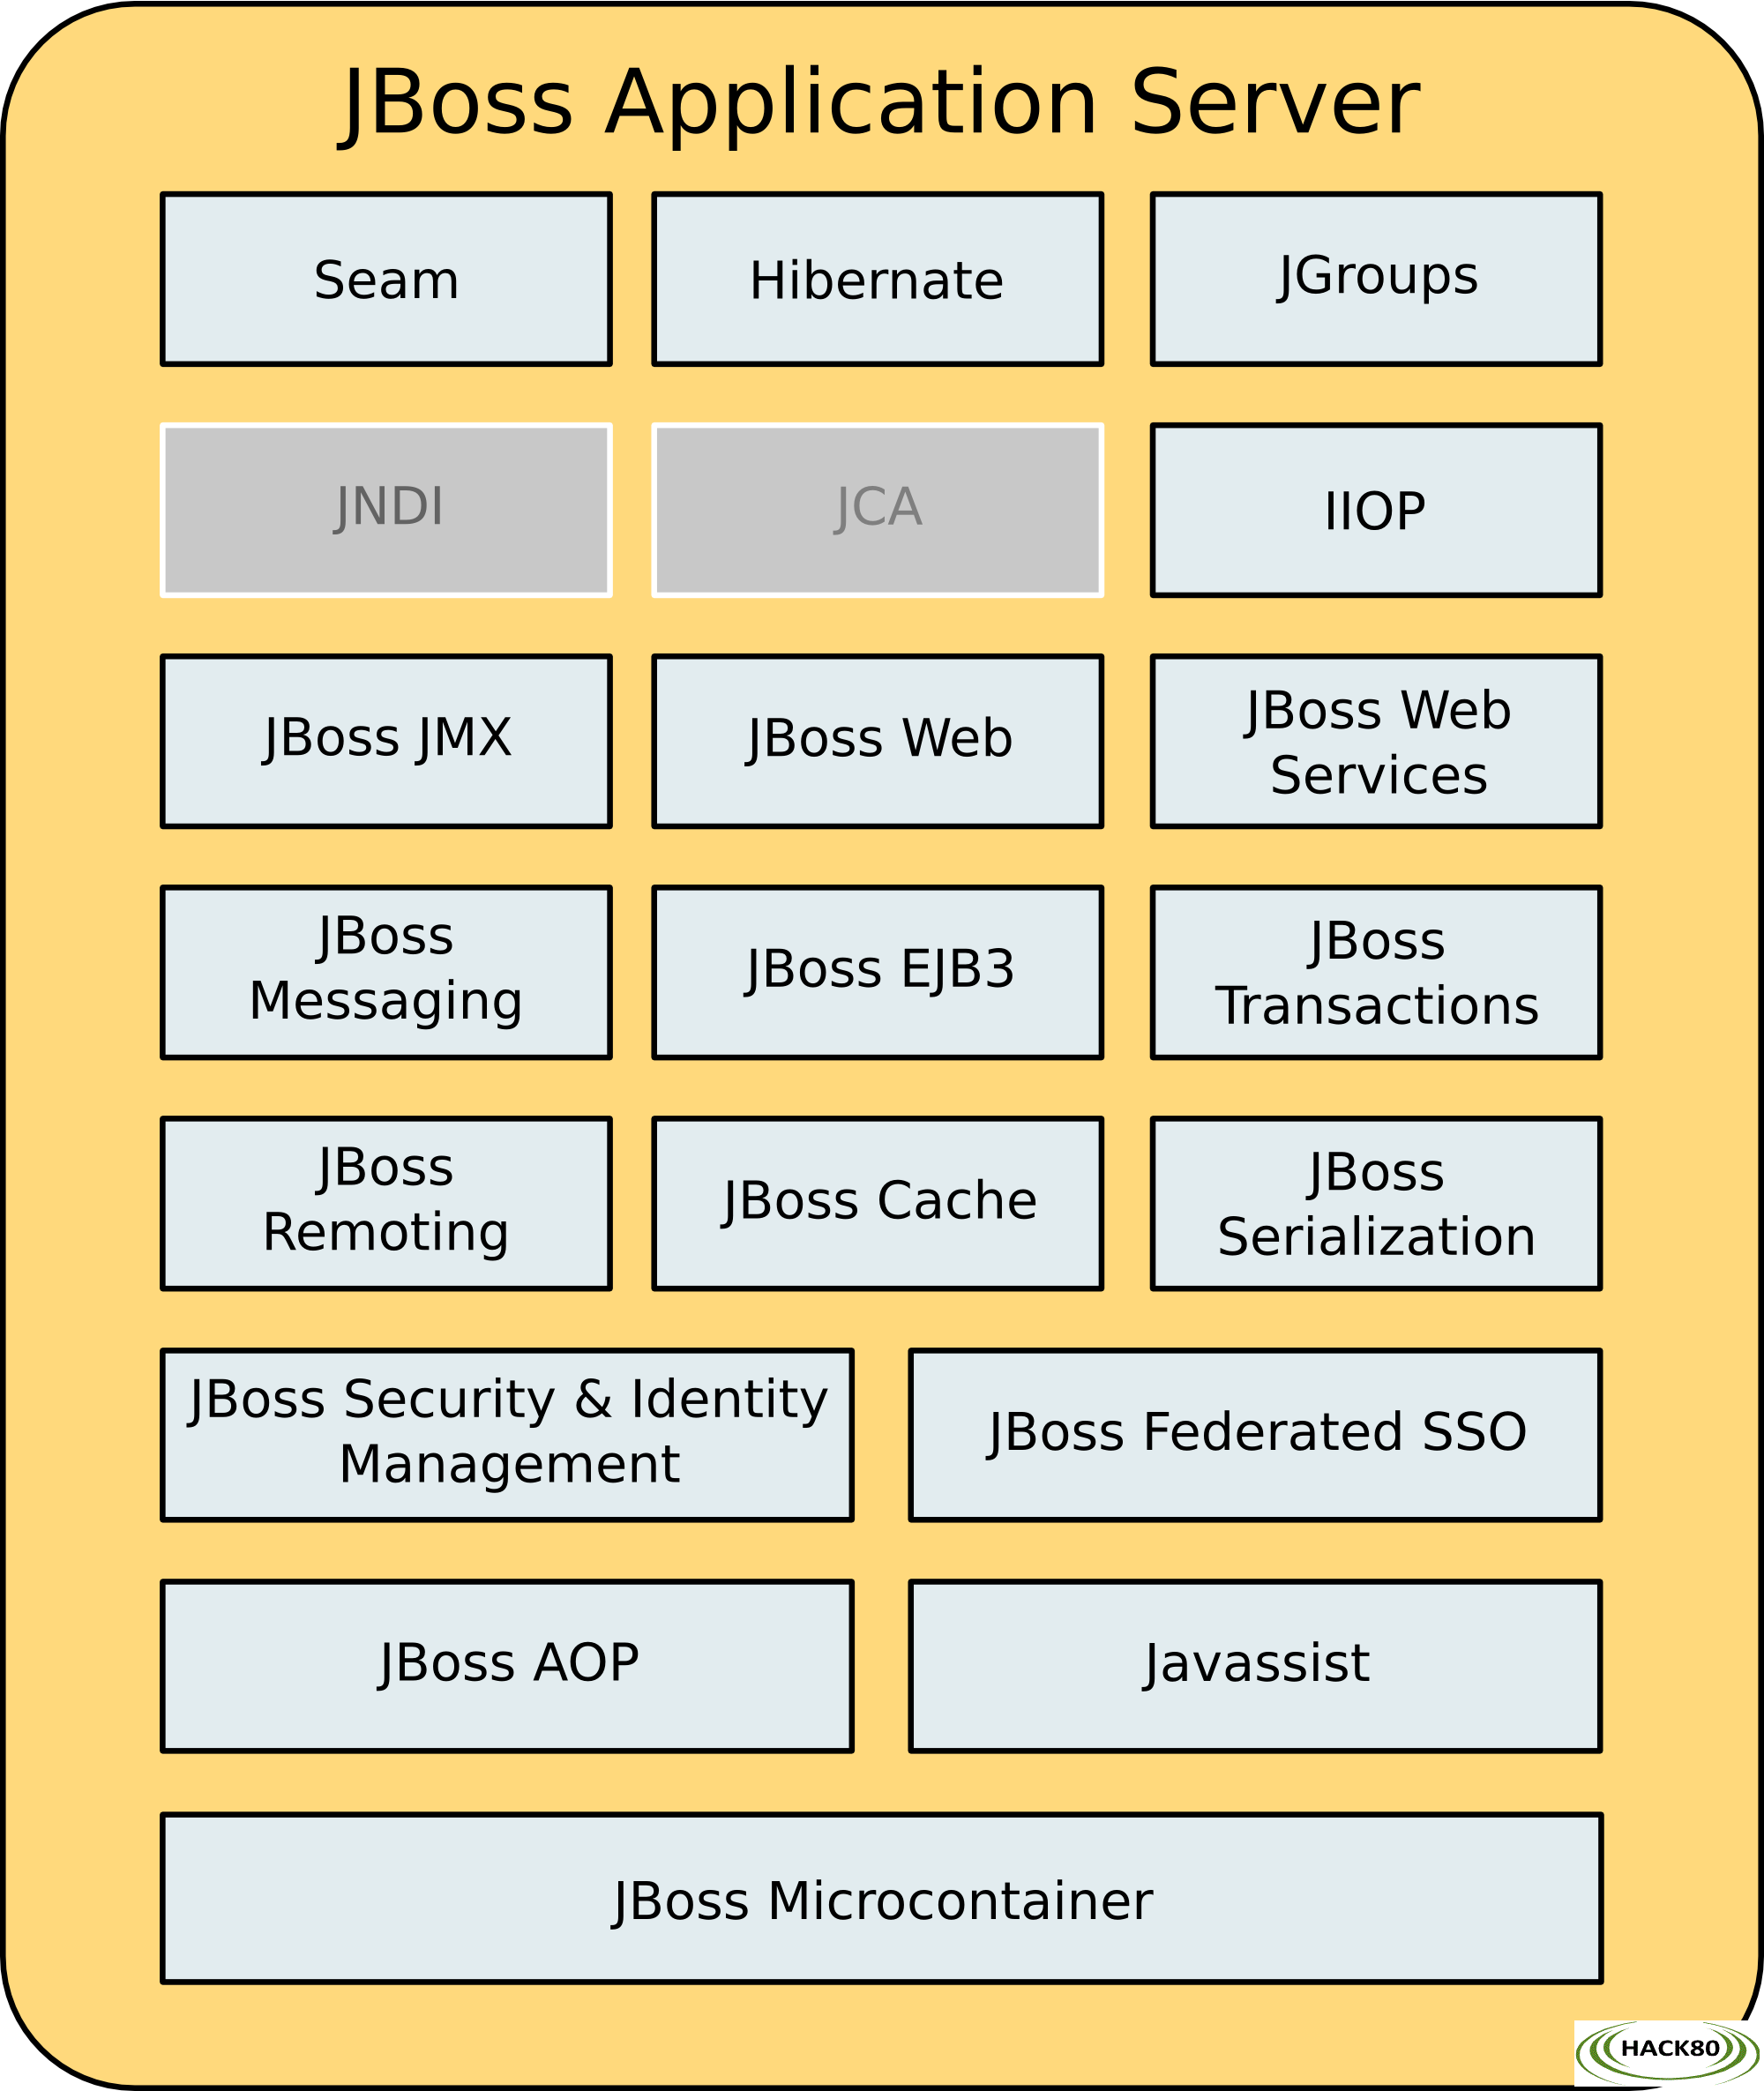 JBoss Application Server
Seam
Hibernate
JGroups
JNDI
JCA
IIOP
JBoss JMX
JBoss Web
JBoss Web
Services
JBoss
Messaging
JBoss EJB3
JBoss
Transactions
JBoss
Remoting
JBoss Cache
JBoss
Serialization
JBoss Security & Identity
Management
JBoss Federated SSO
JBoss AOP
Javassist
JBoss Microcontainer
HACK80